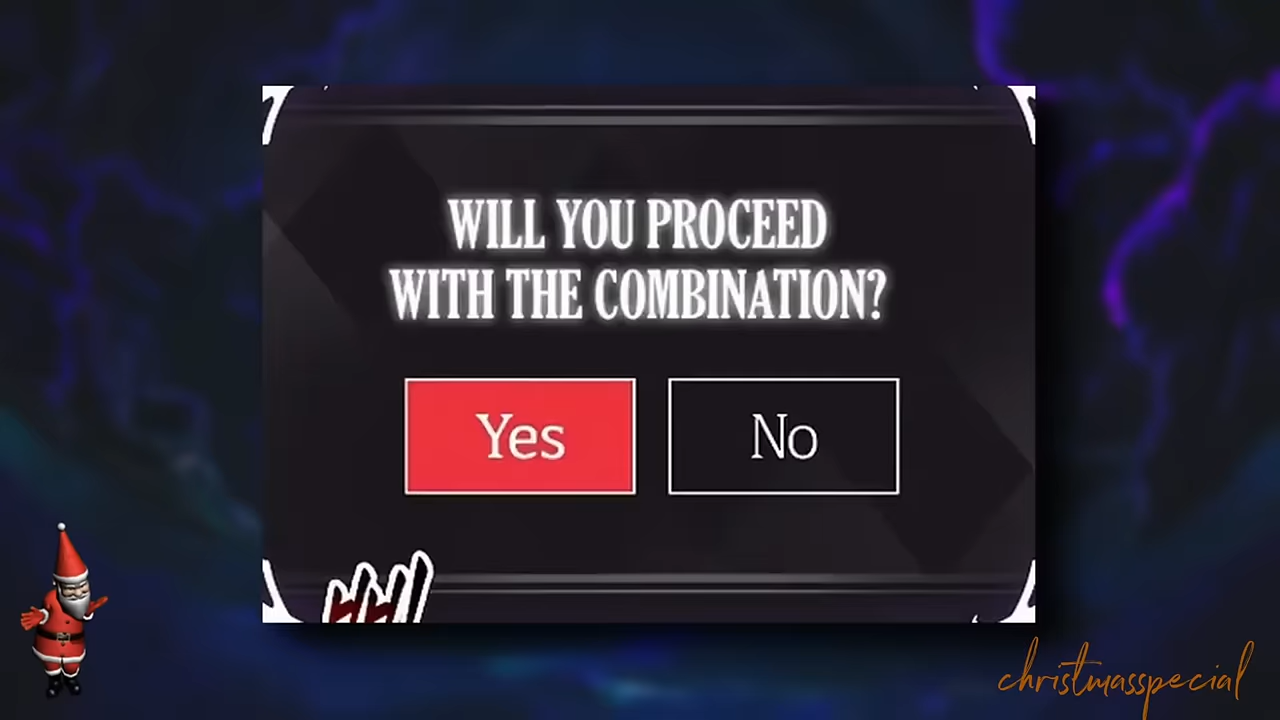 WILL YOU PROCEED
WITH THE COMBINATION?
Yes No
christmasspecial